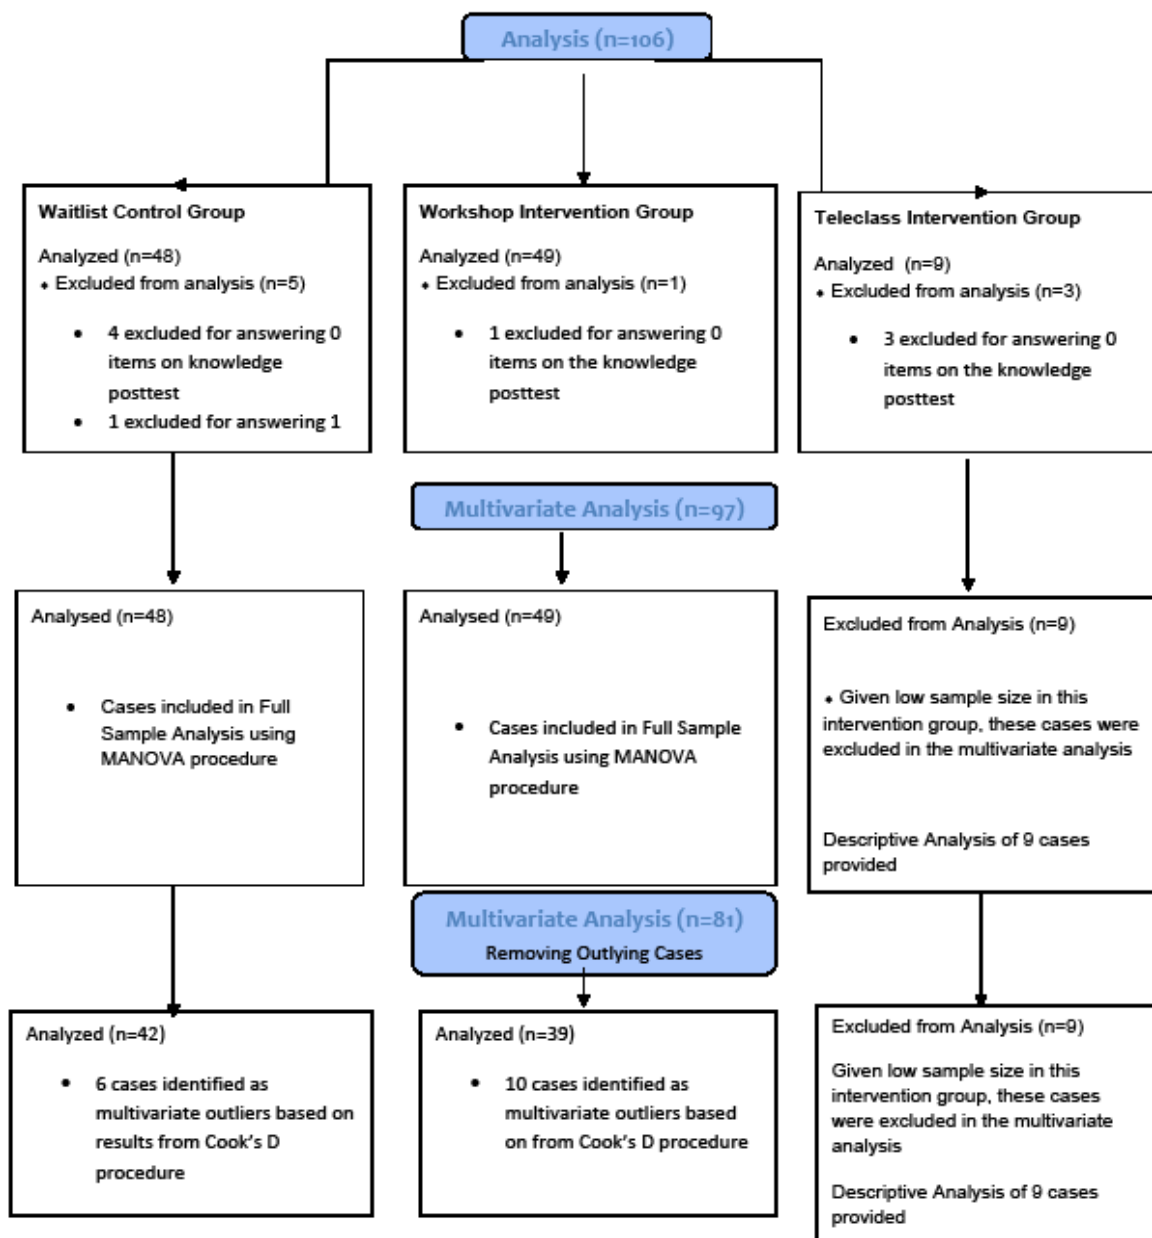 Analysis (n=106)
Waitlist Control Group
Analyzed (n=48)
⬩ Excluded from analysis (n=5)
• 4 excluded for answering 0
items on knowledge
posttest
• 1 excluded for answering 1
Workshop Intervention Group
Analyzed (n=49)
⬩ Excluded from analysis (n=1)
• 1 excluded for answering 0
items on the knowledge
posttest
Teleclass Intervention Group
Analyzed (n=9)
⬩ Excluded from analysis (n=3)
• 3 excluded for answering 0
items on the knowledge
posttest
Multivariate Analysis (n=97)
Analysed (n=48)
• Cases included in Full
Sample Analysis using
MANOVA procedure
Analysed (n=49)
• Cases included in Full Sample
Analysis using MANOVA
procedure
Excluded from Analysis (n=9)
⬩ Given low sample size in this
intervention group, these cases were
excluded in the multivariate analysis
Descriptive Analysis of 9 cases
provided
Multivariate Analysis (n=81)
Removing Outlying Cases
Analyzed (n=42)
• 6 cases identified as
multivariate outliers based on
results from Cook's D
procedure
Analyzed (n=39)
• 10 cases identified as
multivariate outliers based
on from Cook's D procedure
Excluded from Analysis (n=9)
Given low sample size in this
intervention group, these cases
were excluded in the multivariate
analysis
Descriptive Analysis of 9 cases
provided